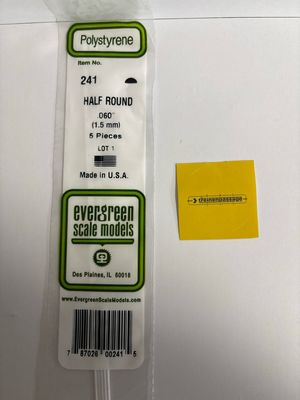 Polystyrene
Item No.
241
HALF ROUND
.060"
(1.5 mm)
5 Pieces
LOT 1
Made in U.S.A.
evergreen
scale models
Des Plaines, IL 60018
www.EvergreenScaleModels.com
7 87026 00241 5